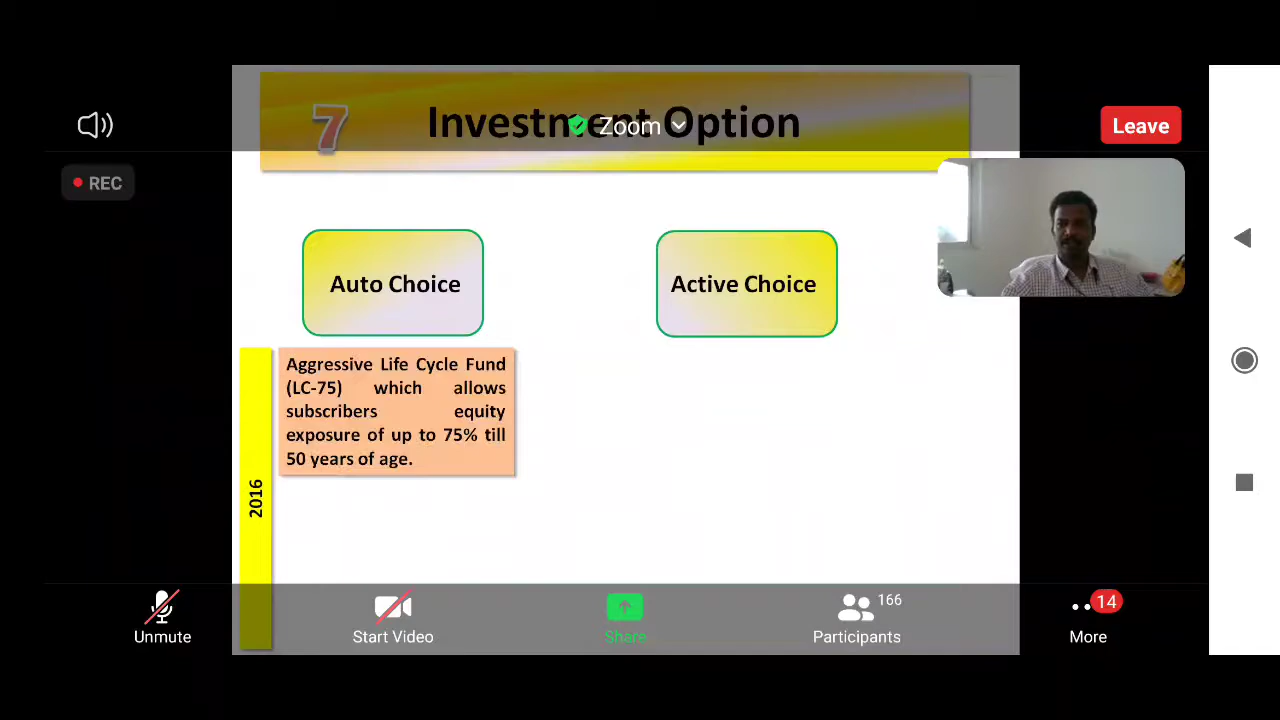 7 Investment Option
Zoom
Leave
REC
Auto Choice
Active Choice
Aggressive Life Cycle Fund
(LC-75) which allows
subscribers equity
exposure of up to 75% till
50 years of age.
2016
166
14
Unmute
Start Video
Share
Participants
More